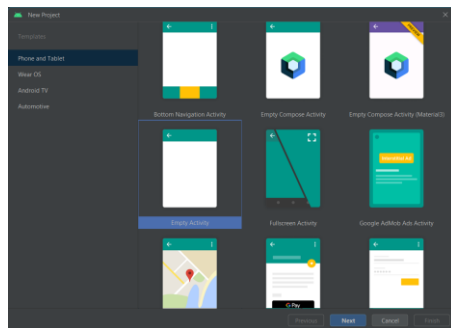 New Project
Templates
Phone and Tablet
Wear OS
Android TV
Automotive
Bottom Navigation Activity
Empty Compose Activity
Empty Compose Activity (Material3)
Empty Activity
Fullscreen Activity
Google AdMob Ads Activity
G Pay
Previous
Next
Cancel
Finish